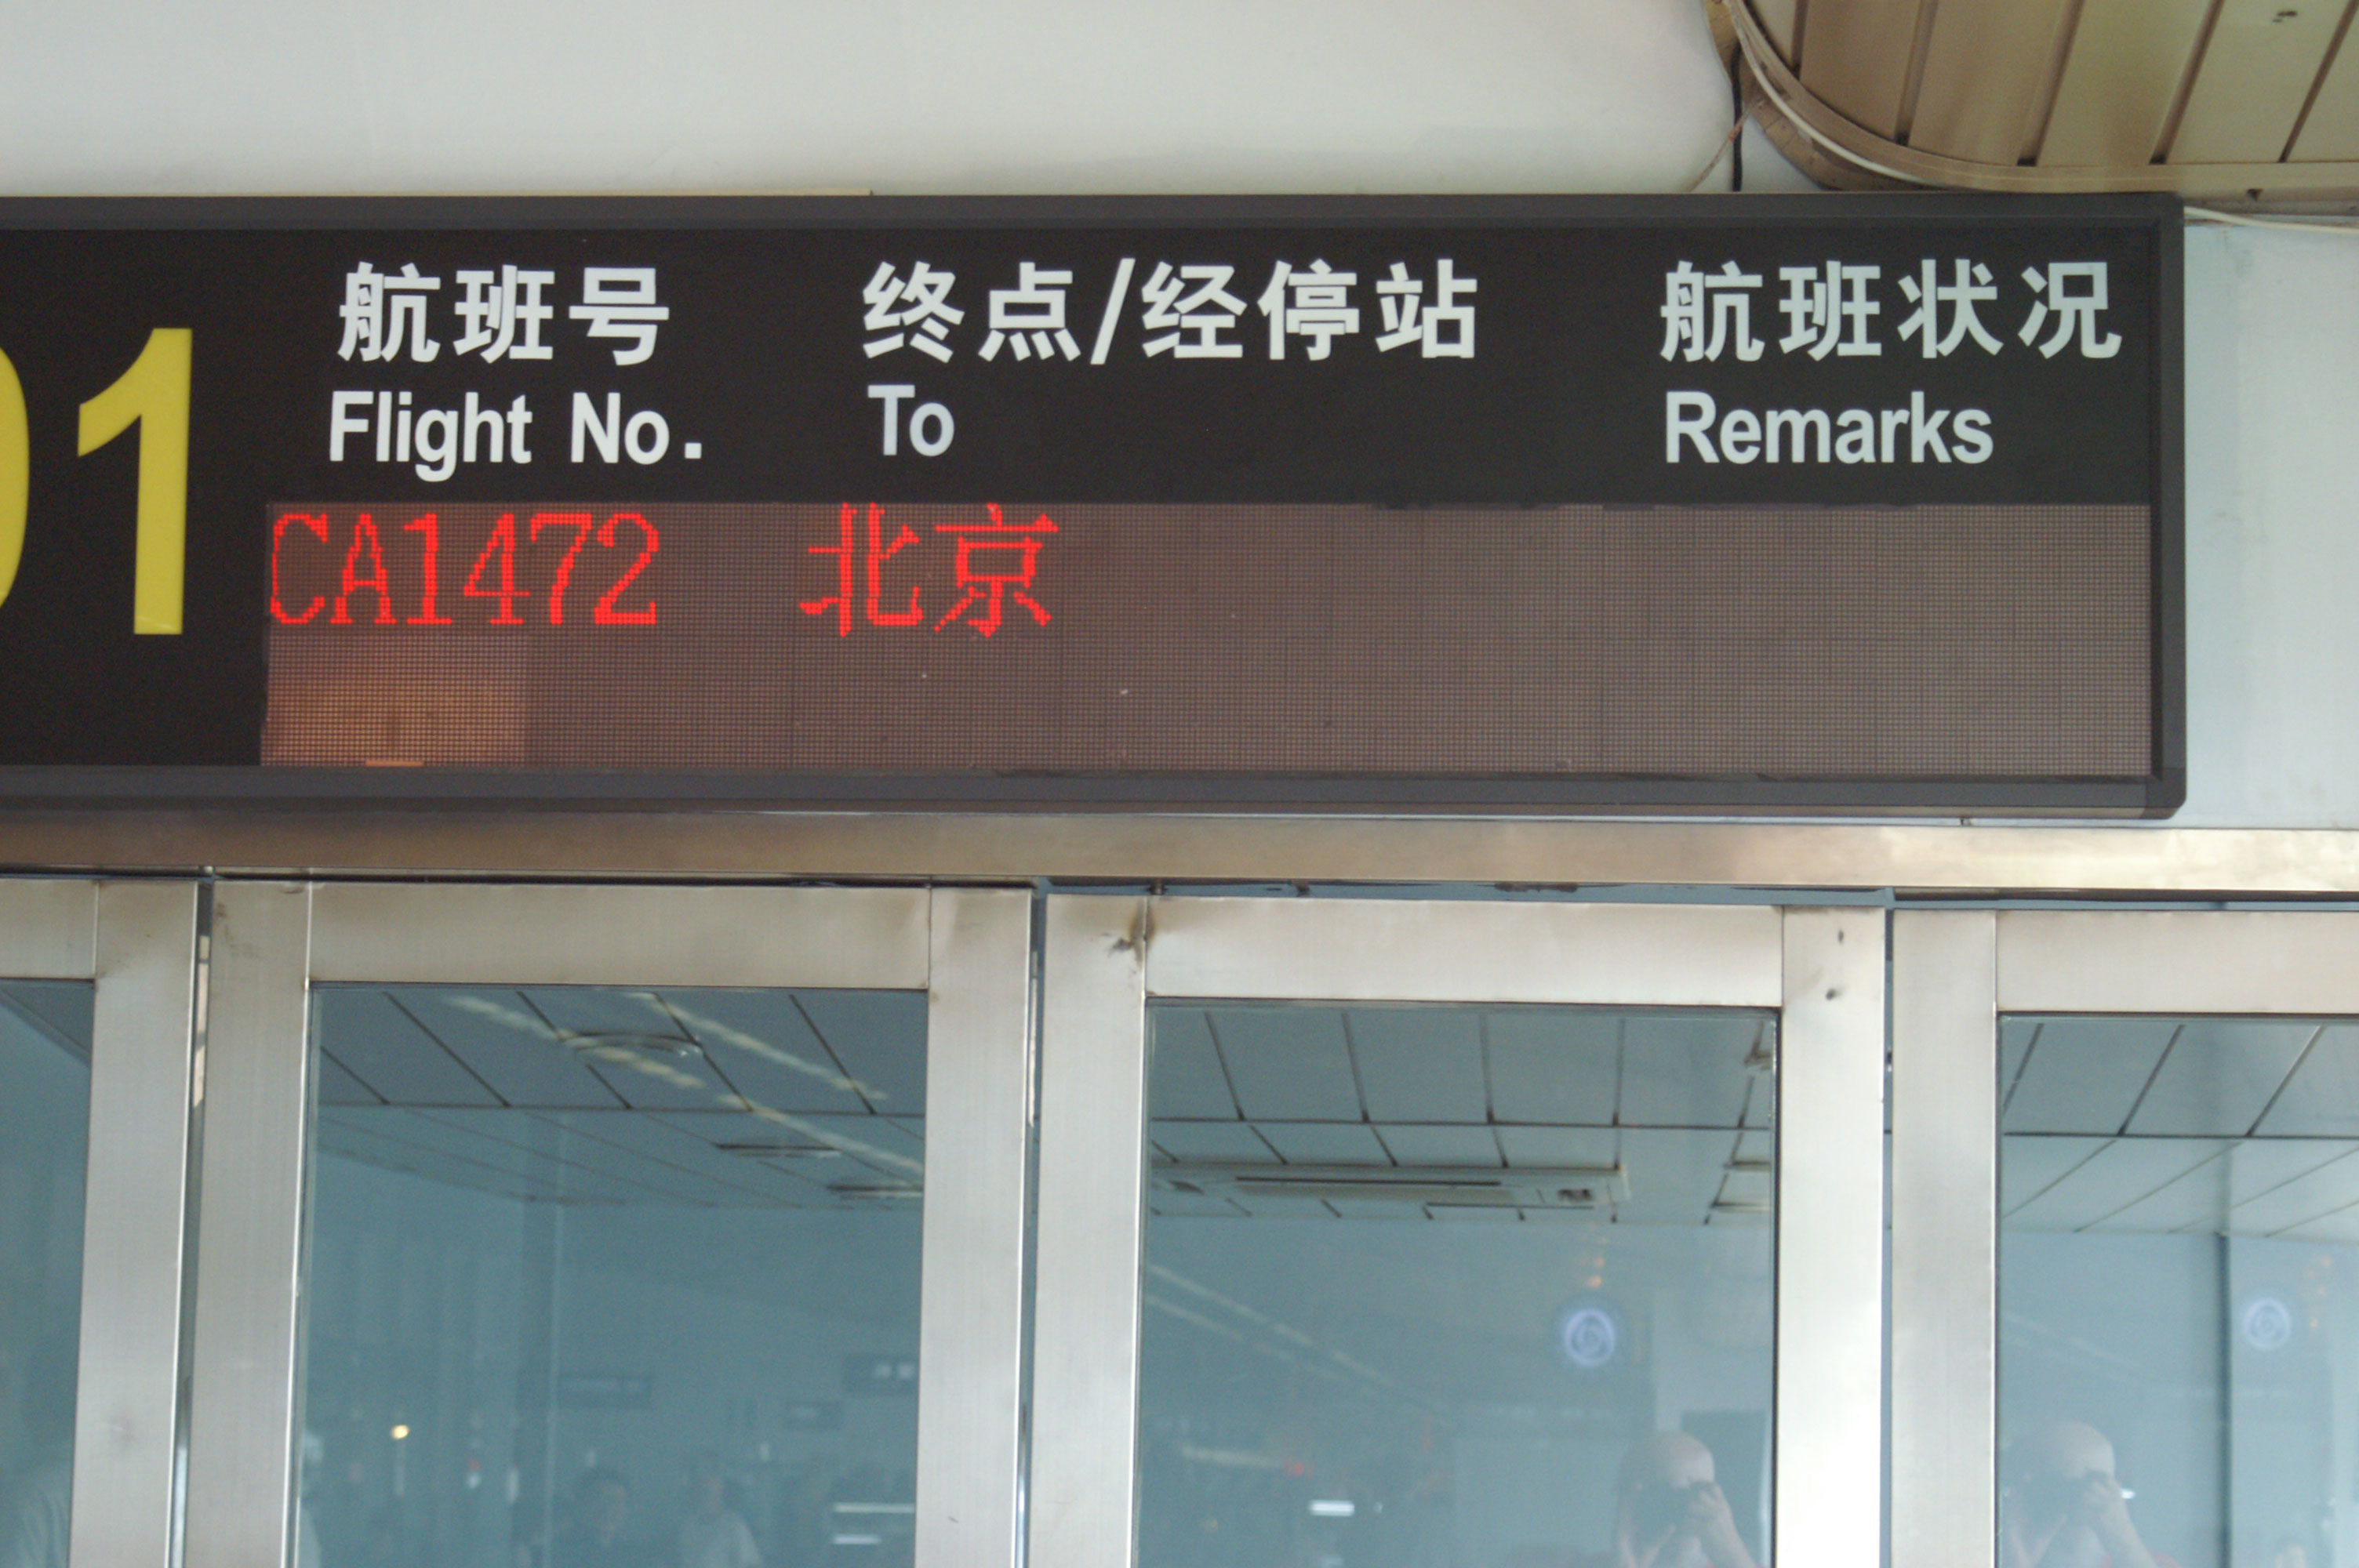 01
航班号 终点/经停站 航班状况
Flight No. To Remarks
CA1472 北京